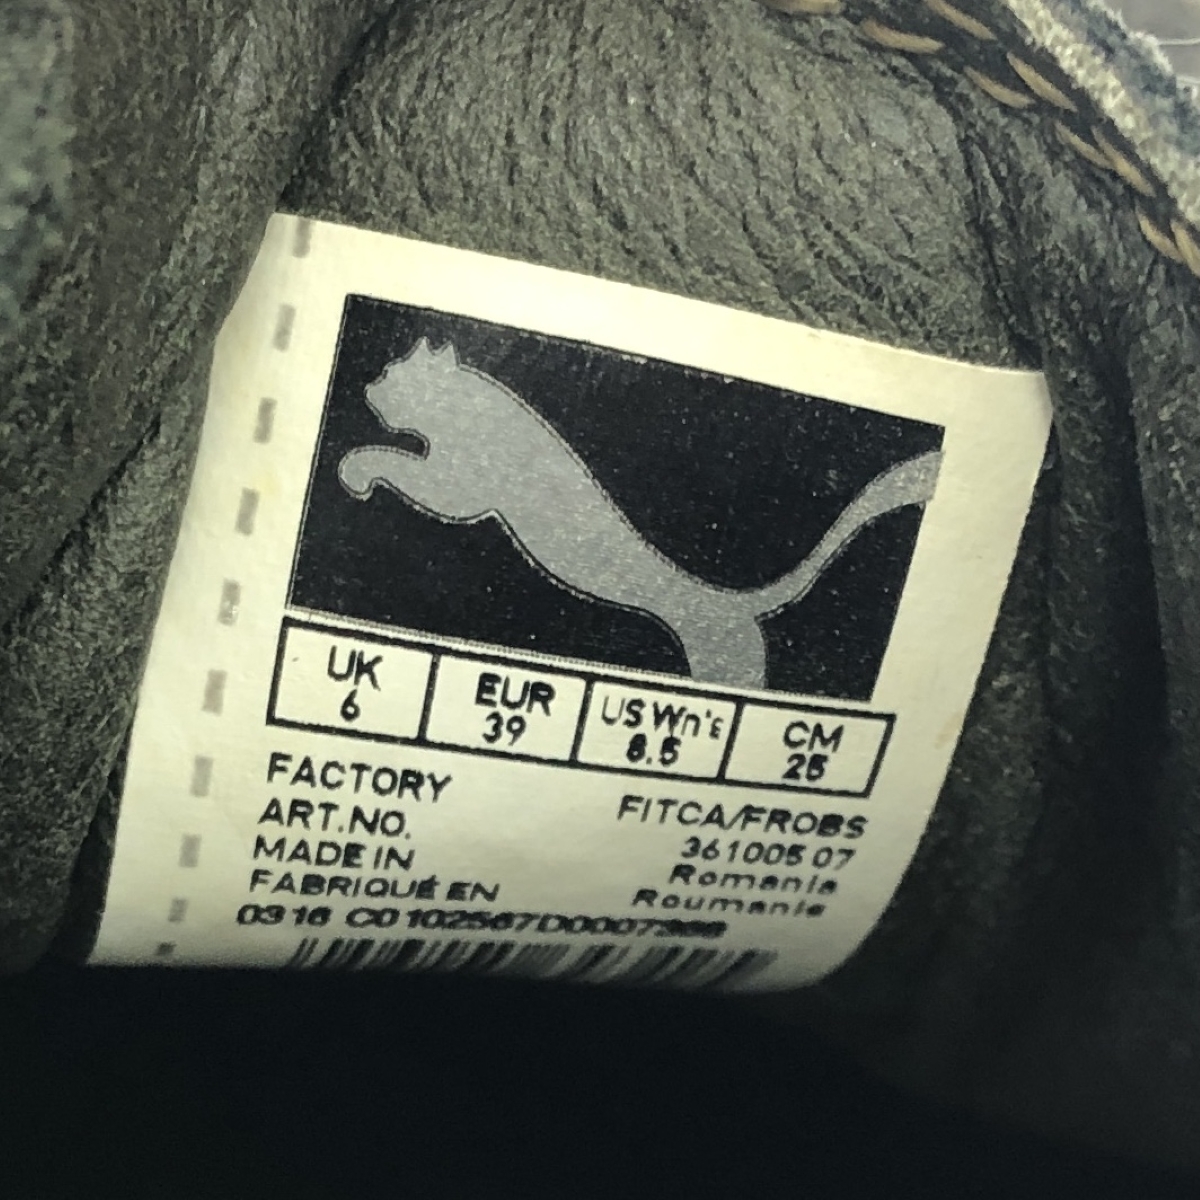 UK EUR US Wn's CM
6 39 8.5 25
FACTORY FITCA/FROBS
ART.NO. 361005 07
MADE IN Romania
FABRIQUÉ EN Roumanie
0316